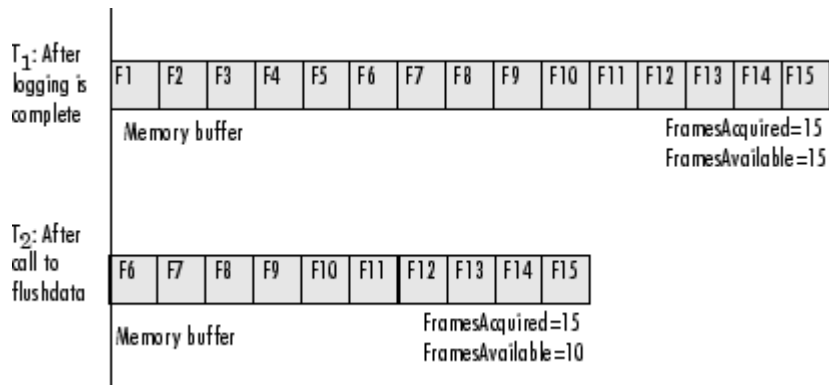 T1: After
logging is
complete
F1 F2 F3 F4 F5 F6 F7 F8 F9 F10 F11 F12 F13 F14 F15
Memory buffer
FramesAcquired=15
FramesAvailable=15
T2: After
call to
flushdata
F6 F7 F8 F9 F10 F11 F12 F13 F14 F15
Memory buffer
FramesAcquired=15
FramesAvailable=10